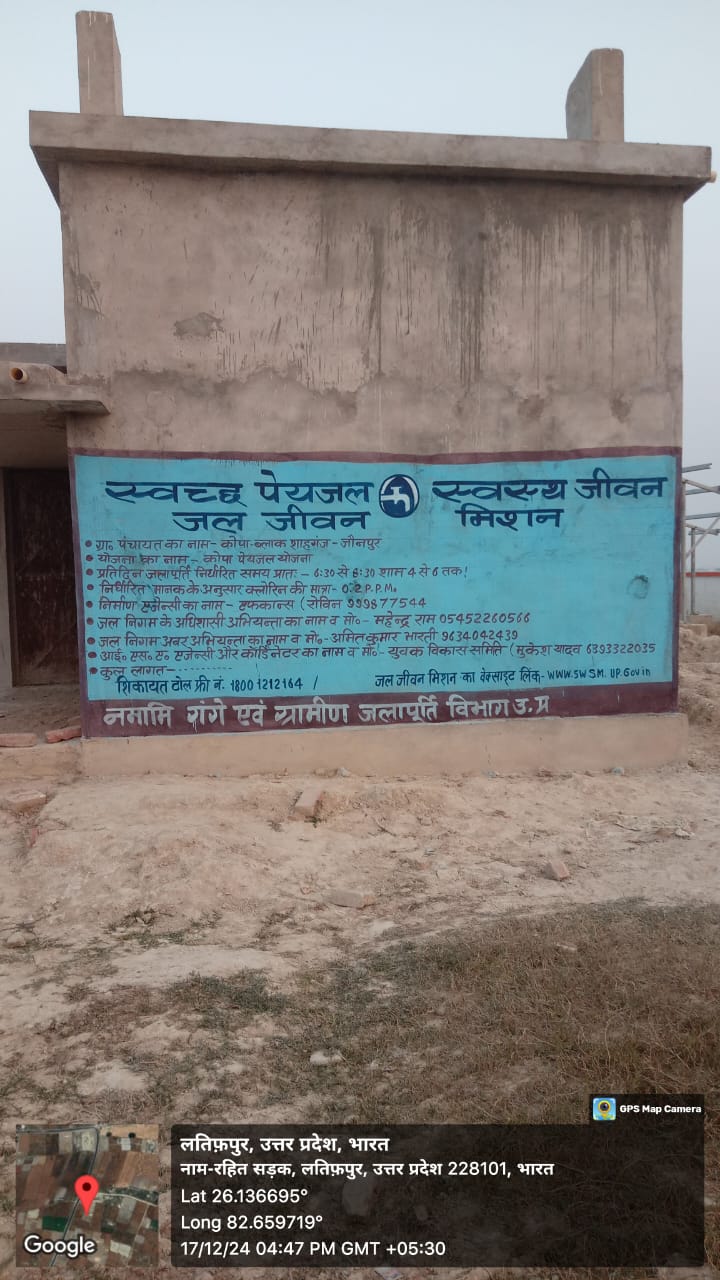 स्वच्छ पेयजल स्वस्थ जीवन
जल जीवन मिशन
• ग्रा० पंचायत का नाम - कोपा-ब्लाक शाहगंज - जौनपुर
• योजना का नाम - कोपा पेयजल योजना
• प्रतिदिन जलापूर्ति निर्धारित समय प्रातः - 6:30 से 8:30 शाम 4 से 6 तक!
• निर्धारित मानक के अनुसार क्लोरिन की मात्रा - 0.2 P.P.M.
• निर्माण एजेन्सी का नाम - एफकान्स ( रोबिन 999877544
• जल निगम के अधिशासी अभियन्ता का नाम व मो० - महेन्द्र राम 05452260566
• जल निगम अवर अभियन्ता का नाम व मो० - अमित कुमार भारती 9634042439
• आई० एस० ए० एजेन्सी और कोर्डिनेटर का नाम व मो० - युवक विकास समिति ( मुकेश यादव 6393322035
• कुल लागत - - - - - - - - - - -
शिकायत टोल फ्री नं. 1800 1212164 / जल जीवन मिशन का वेबसाइट लिंक - WWW.SWSM.UP.Gov.in
नमामि गंगे एवं ग्रामीण जलापूर्ति विभाग उ.प्र
GPS Map Camera
लतिफ़पुर, उत्तर प्रदेश, भारत
नाम-रहित सड़क, लतिफ़पुर, उत्तर प्रदेश 228101, भारत
Lat 26.136695°
Long 82.659719°
17/12/24 04:47 PM GMT +05:30
Google